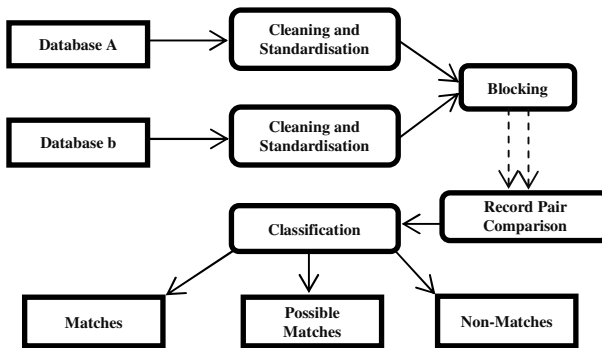 Database A
Cleaning and
Standardisation
Blocking
Database b
Cleaning and
Standardisation
Record Pair
Comparison
Classification
Matches
Possible
Matches
Non-Matches